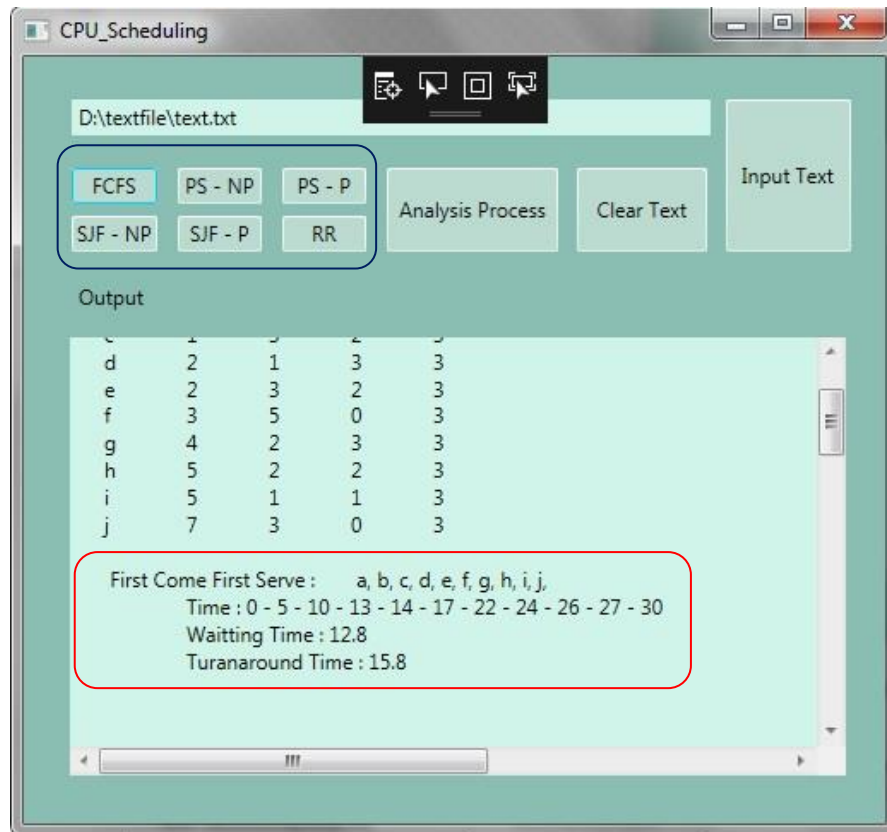 CPU_Scheduling
D:\textfile\text.txt
Input Text
FCFS PS - NP PS - P
Analysis Process Clear Text
SJF - NP SJF - P RR
Output
d 2 1 3 3
e 2 3 2 3
f 3 5 0 3
g 4 2 3 3
h 5 2 2 3
i 5 1 1 3
j 7 3 0 3
First Come First Serve : a, b, c, d, e, f, g, h, i, j,
Time : 0 - 5 - 10 - 13 - 14 - 17 - 22 - 24 - 26 - 27 - 30
Waitting Time : 12.8
Turanaround Time : 15.8